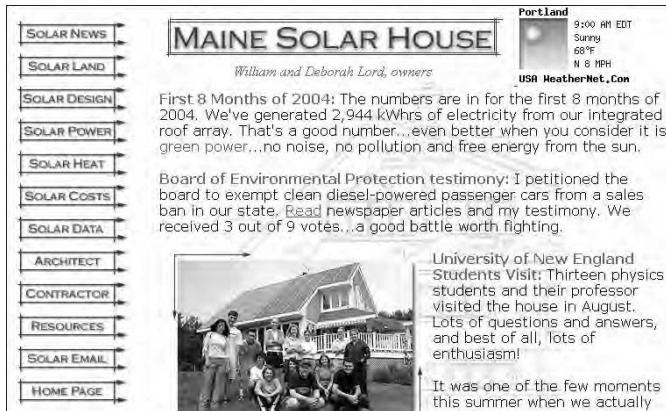 SOLAR NEWS
SOLAR LAND
SOLAR DESIGN
SOLAR POWER
SOLAR HEAT
SOLAR COSTS
SOLAR DATA
ARCHITECT
CONTRACTOR
RESOURCES
SOLAR EMAIL
HOME PAGE
MAINE SOLAR HOUSE
William and Deborah Lord, owners
Portland
9:00 AM EDT
Sunny
68°F
N 8 MPH
USA WeatherNet.Com
First 8 Months of 2004: The numbers are in for the first 8 months of
2004. We've generated 2,944 kWhrs of electricity from our integrated
roof array. That's a good number...even better when you consider it is
green power...no noise, no pollution and free energy from the sun.
Board of Environmental Protection testimony: I petitioned the
board to exempt clean diesel-powered passenger cars from a sales
ban in our state. Read newspaper articles and my testimony. We
received 3 out of 9 votes...a good battle worth fighting.
University of New England
Students Visit: Thirteen physics
students and their professor
visited the house in August.
Lots of questions and answers,
and best of all, lots of
enthusiasm!
It was one of the few moments
this summer when we actually